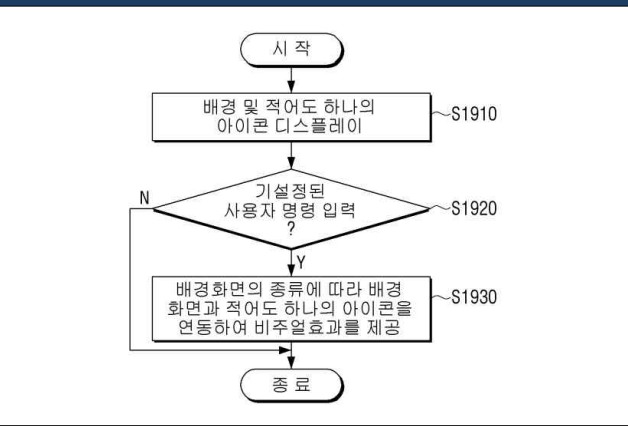 시 작
배경 및 적어도 하나의
아이콘 디스플레이
S1910
N
기설정된
사용자 명령 입력
?
S1920
Y
배경화면의 종류에 따라 배경
화면과 적어도 하나의 아이콘을
연동하여 비주얼효과를 제공
S1930
종 료